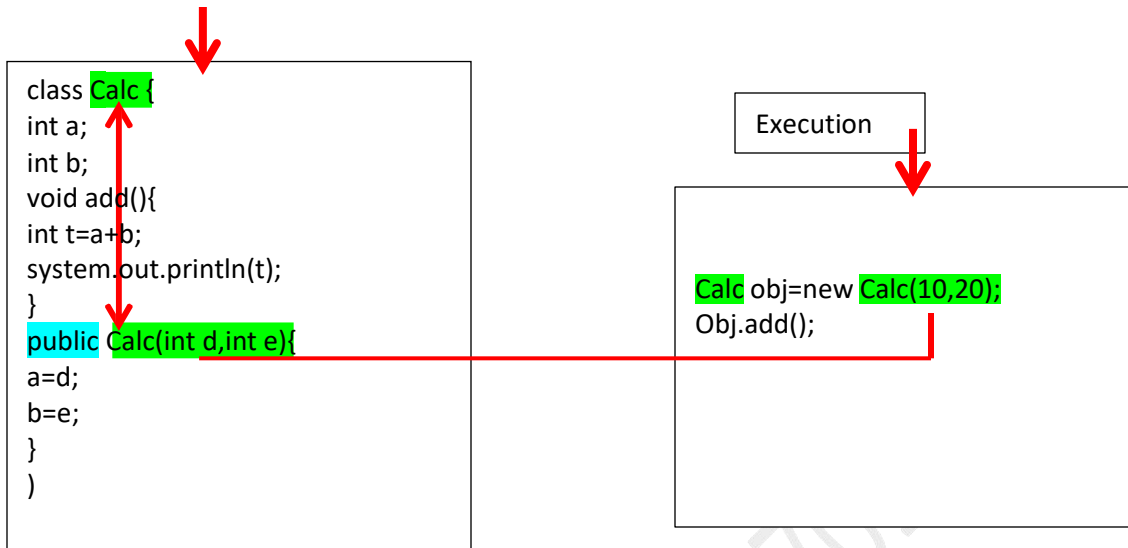 class Calc {
int a;
int b;
void add(){
int t=a+b;
system.out.println(t);
}
public Calc(int d,int e){
a=d;
b=e;
}
)
Execution
Calc obj=new Calc(10,20);
Obj.add();